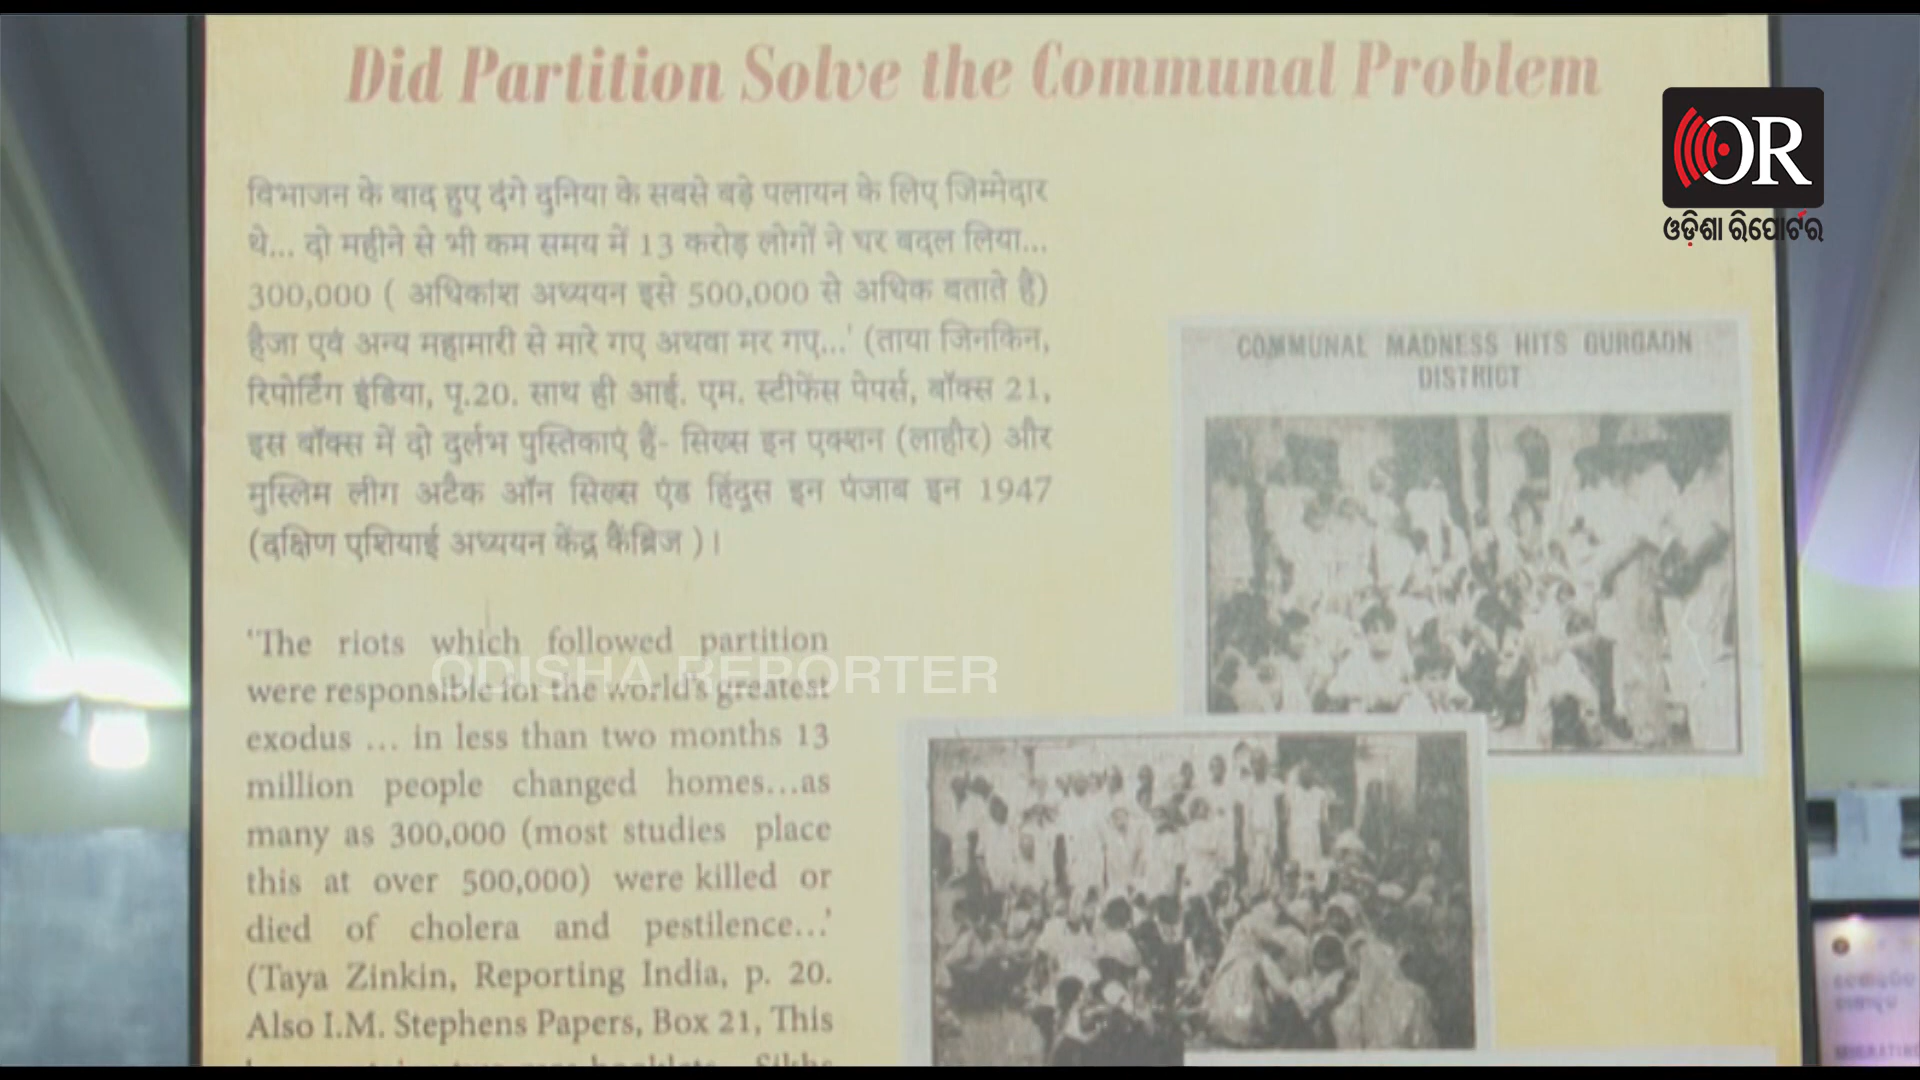 Did Partition Solve the Communal Problem
OR
ଓଡ଼ିଶା ରିପୋର୍ଟର
विभाजन के बाद हुए दंगे दुनिया के सबसे बड़े पलायन के लिए जिम्मेदार
थे... दो महीने से भी कम समय में 13 करोड़ लोगों ने घर बदल लिया...
300,000 ( अधिकांश अध्ययन इसे 500,000 से अधिक बताते है)
हैजा एवं अन्य महामारी से मारे गए अथवा मर गए...' (ताया जिनकिन,
रिपोर्टिंग इंडिया, पृ.20. साथ ही आई. एम. स्टीफेंस पेपर्स, बॉक्स 21,
इस बॉक्स में दो दुर्लभ पुस्तिकाएं हैं- सिख्स इन एक्शन (लाहौर) और
मुस्लिम लीग अटैक ऑन सिख्स एंड हिंदूस इन पंजाब इन 1947
(दक्षिण एशियाई अध्ययन केंद्र कैंब्रिज )।
COMMUNAL MADNESS HITS GURGAON
DISTRICT
'The riots which followed partition
were responsible for the world's greatest
exodus ... in less than two months 13
million people changed homes...as
many as 300,000 (most studies place
this at over 500,000) were killed or
died of cholera and pestilence...'
(Taya Zinkin, Reporting India, p. 20.
Also I.M. Stephens Papers, Box 21, This
ODISHA REPORTER
MIGRATING